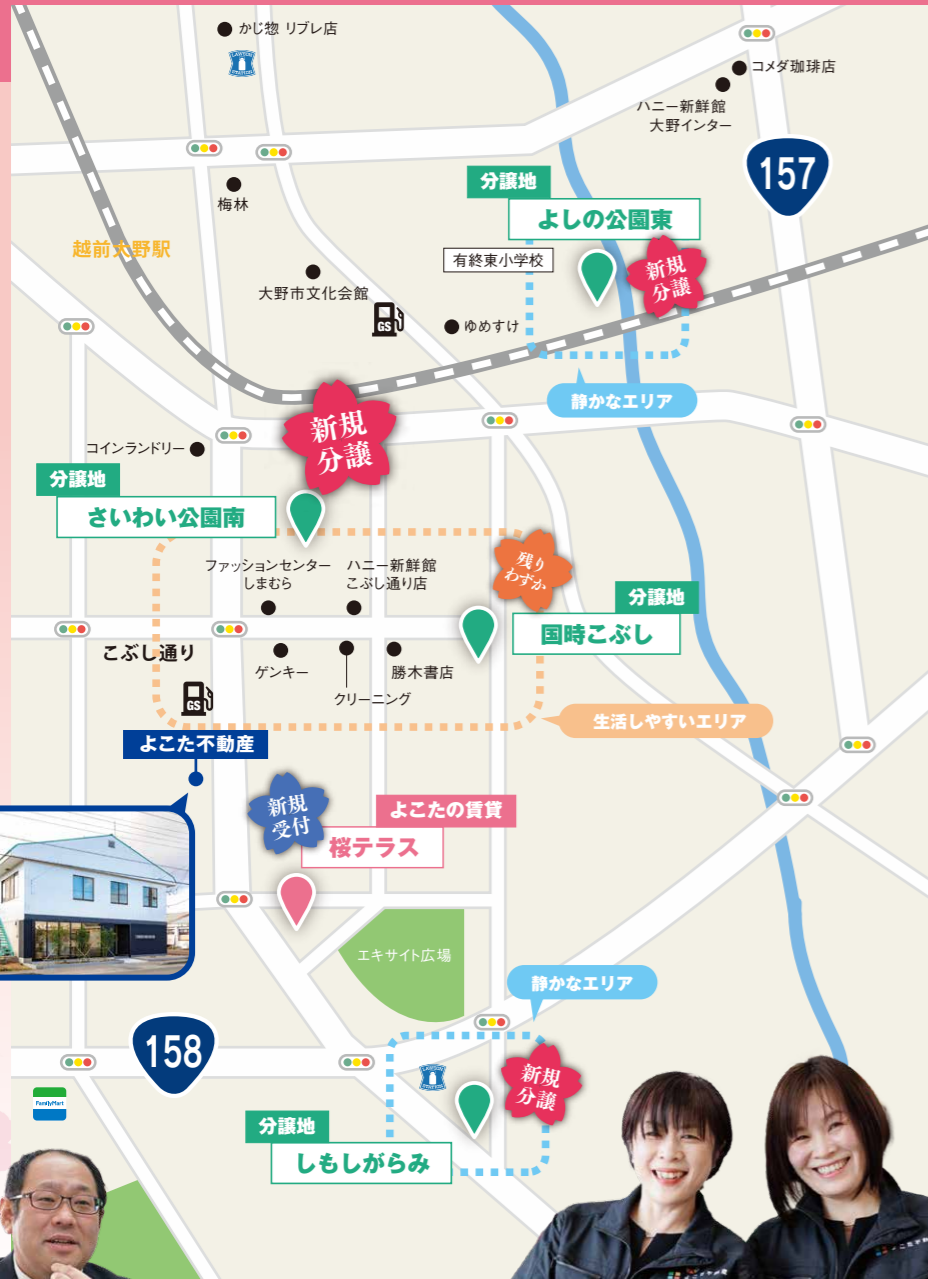 かじ惣 リブレ店
LAWSON
STATION
コメダ珈琲店
ハニー新鮮館
大野インター
157
梅林
分譲地
よしの公園東
越前大野駅
有終東小学校
新規
分譲
大野市文化会館
GS
ゆめすけ
静かなエリア
新規
分譲
コインランドリー
分譲地
さいわい公園南
ファッションセンター
しまむら
ハニー新鮮館
こぶし通り店
残り
わずか
分譲地
国時こぶし
こぶし通り
ゲンキー
クリーニング
勝木書店
GS
生活しやすいエリア
よこた不動産
新規
受付
よこたの賃貸
桜テラス
エキサイト広場
静かなエリア
158
FamilyMart
LAWSON
STATION
新規
分譲
分譲地
しもしがらみ